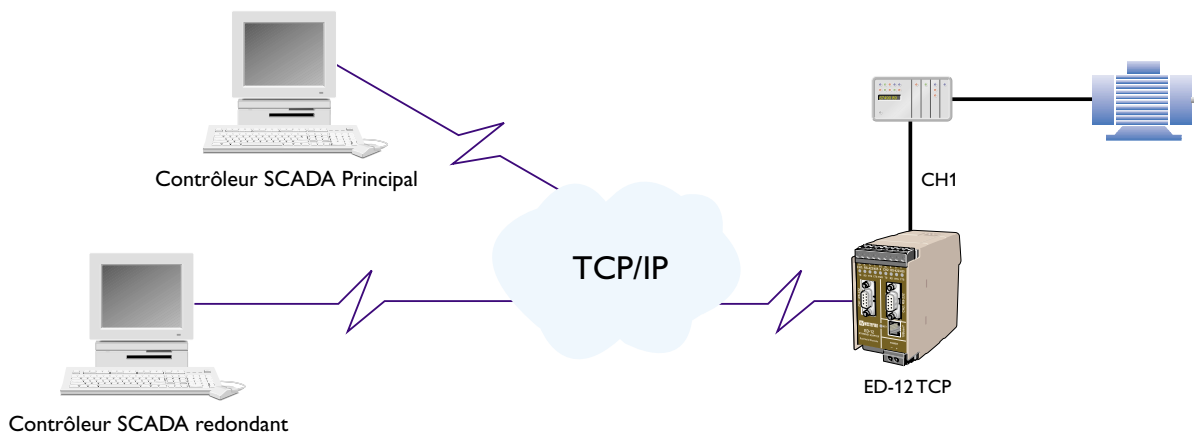 Contrôleur SCADA Principal
CH1
TCP/IP
ED-12 TCP
Contrôleur SCADA redondant